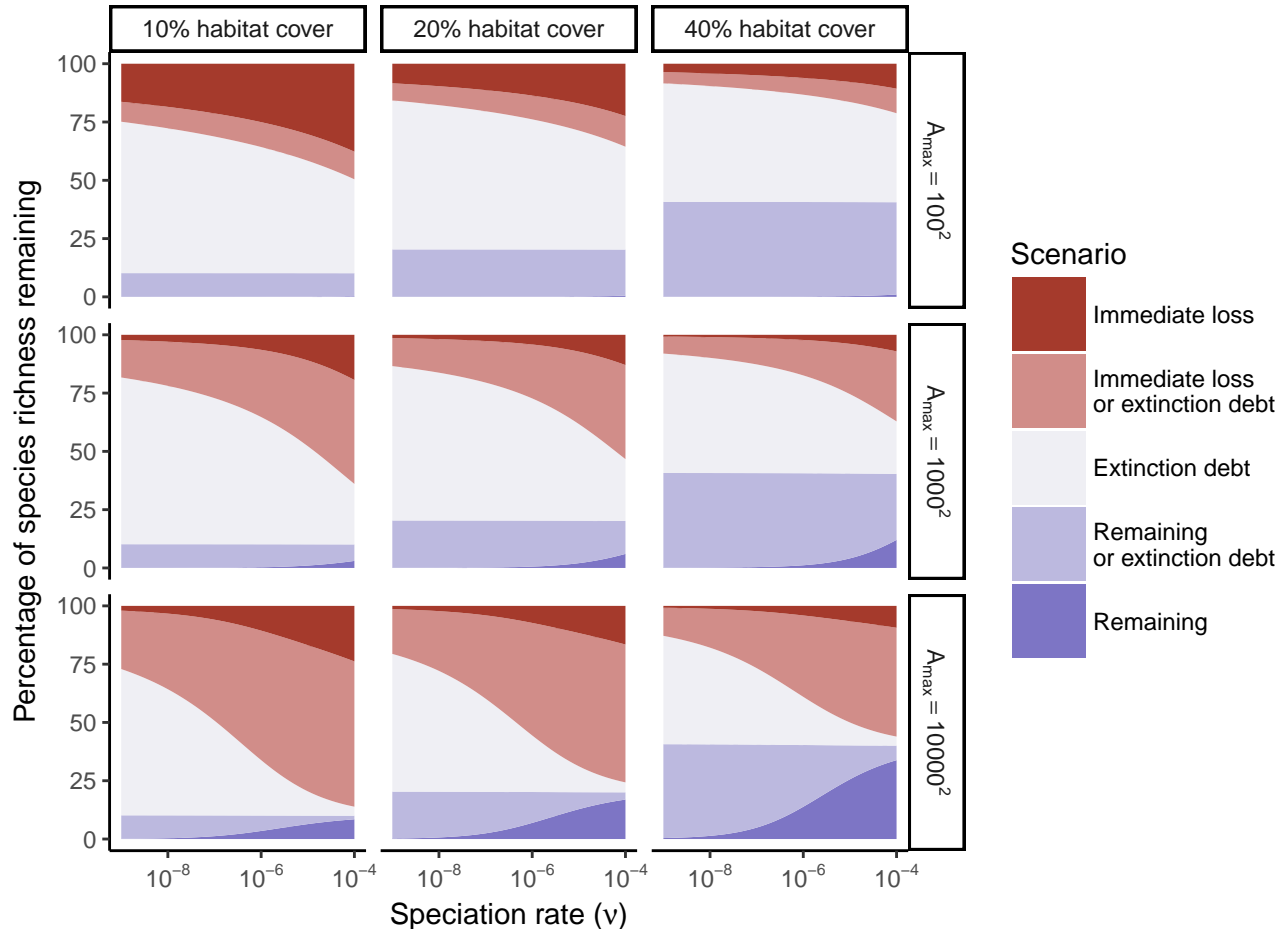 10% habitat cover
20% habitat cover
40% habitat cover
Percentage of species richness remaining
100
75
50
25
0
A_max = 100²
100
75
50
25
0
A_max = 1000²
100
75
50
25
0
A_max = 10000²
10⁻⁸
10⁻⁶
10⁻⁴
10⁻⁸
10⁻⁶
10⁻⁴
10⁻⁸
10⁻⁶
10⁻⁴
Speciation rate (ν)
Scenario
Immediate loss
Immediate loss
or extinction debt
Extinction debt
Remaining
or extinction debt
Remaining